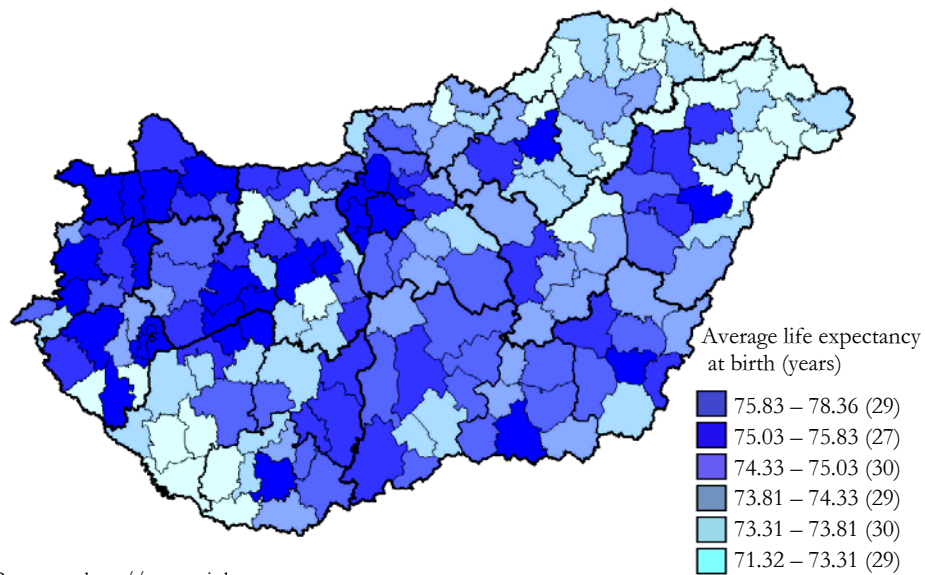 Average life expectancy
at birth (years)
75.83 – 78.36 (29)
75.03 – 75.83 (27)
74.33 – 75.03 (30)
73.81 – 74.33 (29)
73.31 – 73.81 (30)
71.32 – 73.31 (29)